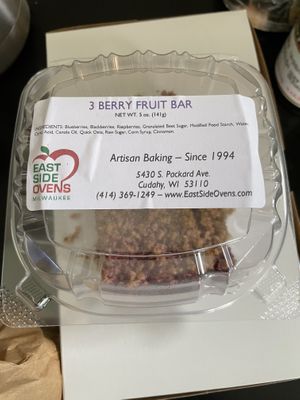 3 BERRY FRUIT BAR
NET WT. 5 oz. (141g)
INGREDIENTS: Blueberries, Blackberries, Raspberries, Granulated Beet Sugar, Modified Food Starch, Water,
Citric Acid, Canola Oil, Quick Oats, Raw Sugar, Corn Syrup, Cinnamon.
EAST
SIDE
OVENS
MILWAUKEE
Artisan Baking – Since 1994
5430 S. Packard Ave.
Cudahy, WI 53110
(414) 369-1249 – www.EastSideOvens.com